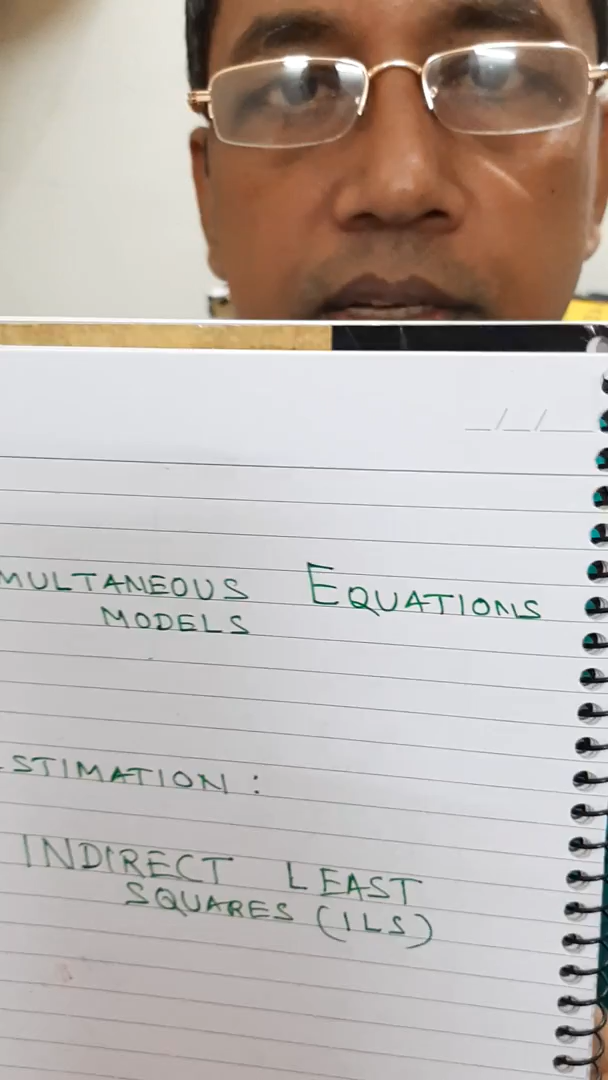 MULTANEOUS EQUATIONS
MODELS
STIMATION :
INDIRECT LEAST
SQUARES (ILS)